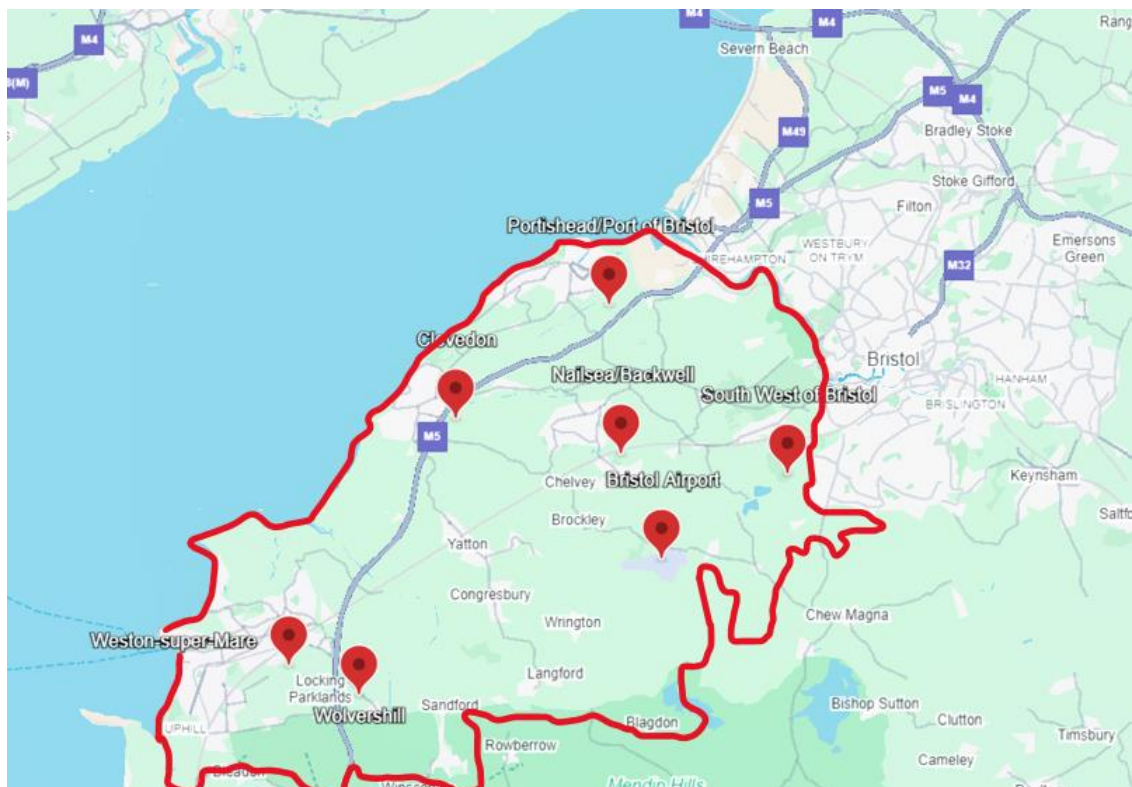 M4
M4
M4
Rang
Severn Beach
3(M)
M5
M4
M49
Bradley Stoke
Stoke Gifford
M5
Filton
Portishead/Port of Bristol
WESTBURY
ON TRYM
Emersons
Green
M32
Clevedon
Bristol
Nailsea/Backwell
HANHAM
South West of Bristol
BRISLINGTON
M5
Keynsham
Chelvey
Bristol Airport
Saltfo
Brockley
Yatton
Congresbury
Chew Magna
Wrington
Weston-super-Mare
Langford
Locking
Parklands
Sandford
Bishop Sutton
Wolvershill
UPHILL
Blagdon
Clutton
Timsbury
Rowberrow
Cameley
Bleadon
Mendip Hills